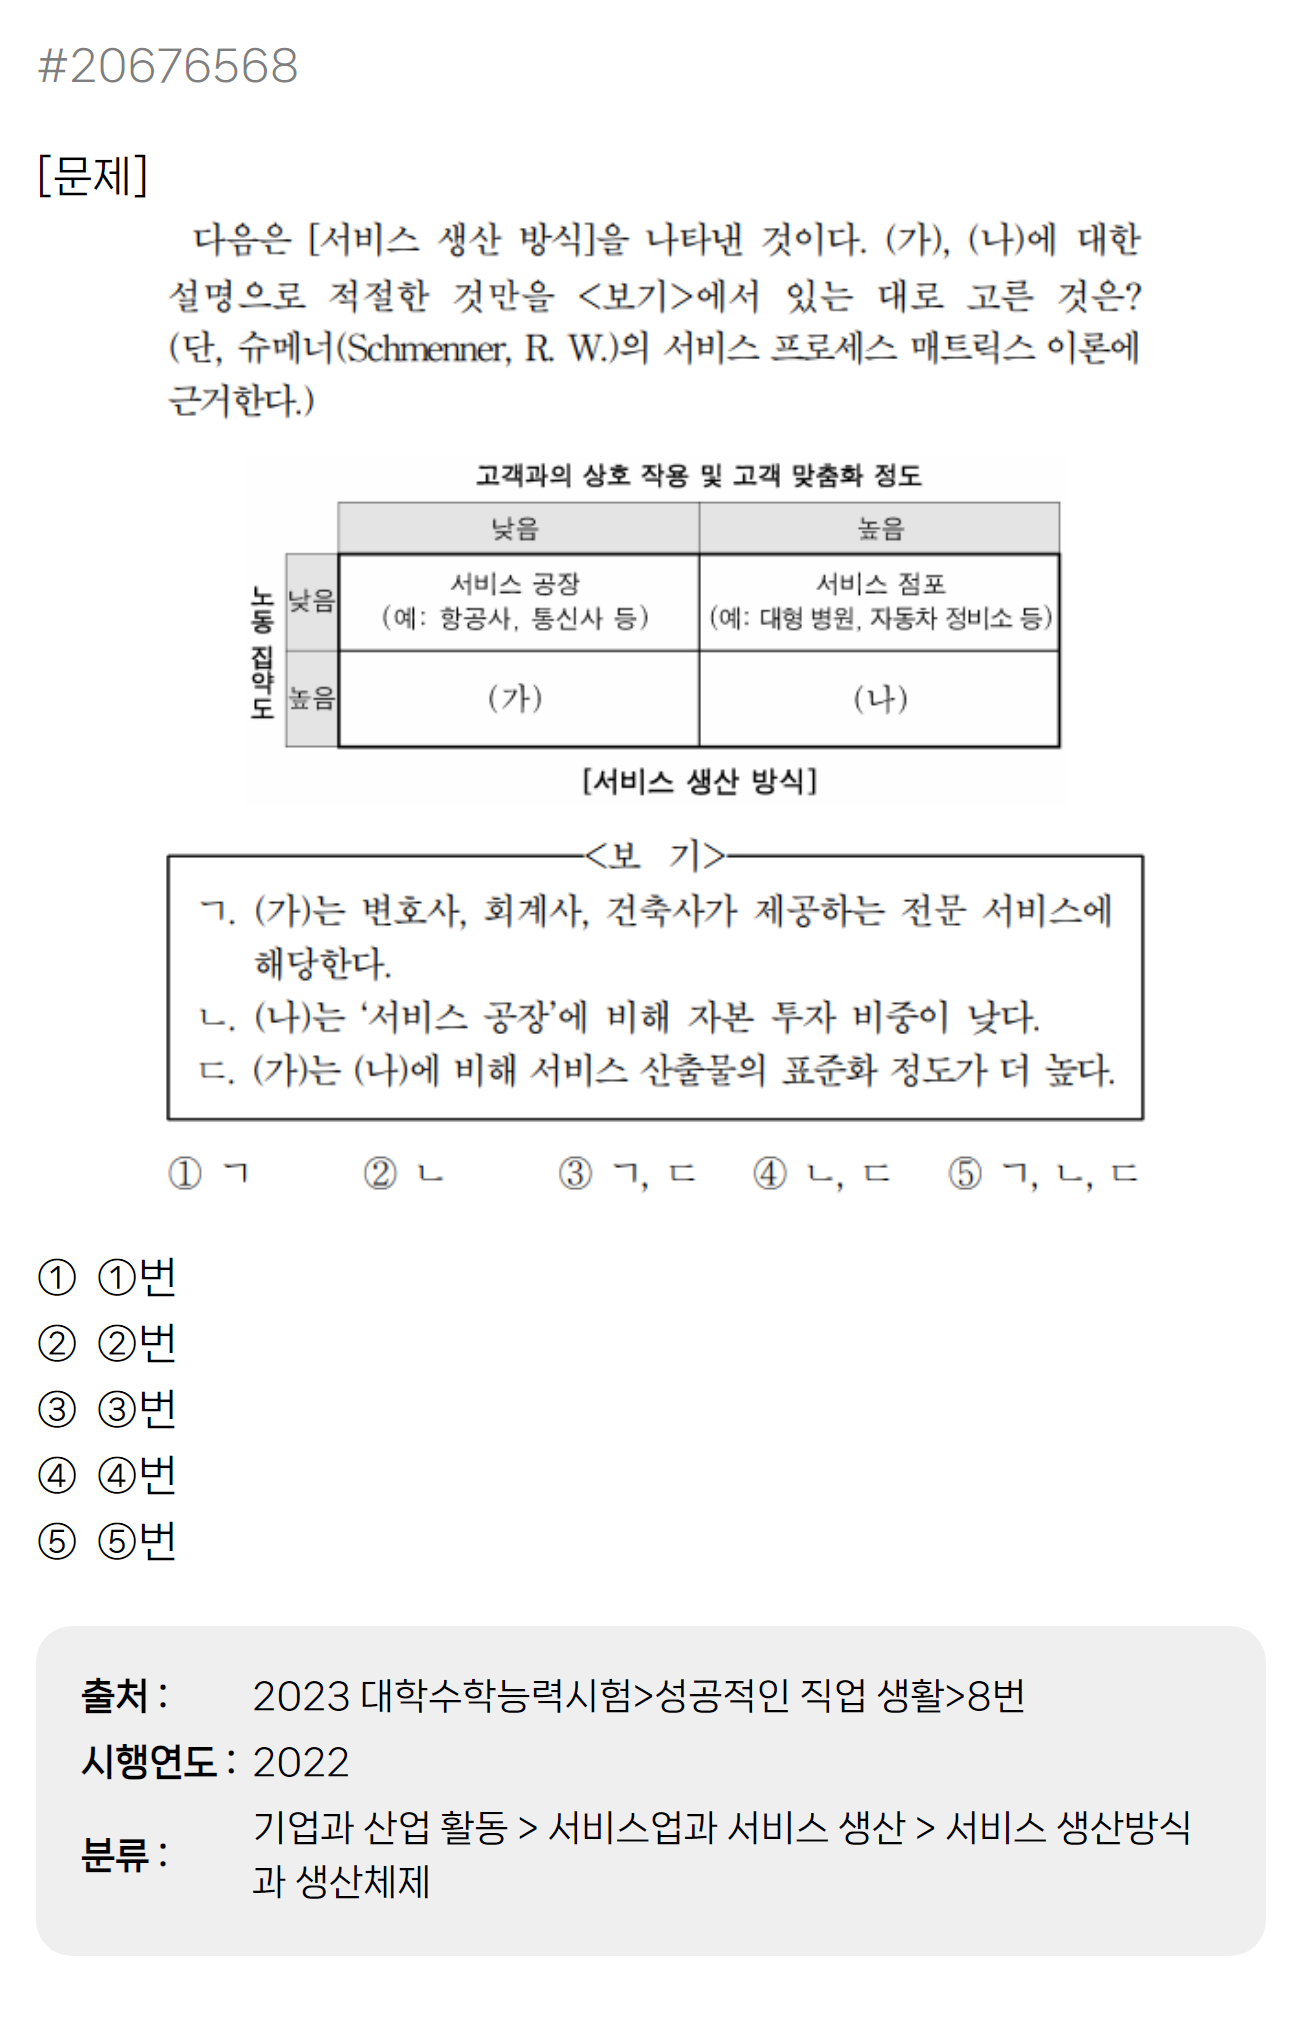 #20676568
[문제]
다음은 [서비스 생산 방식]을 나타낸 것이다. (가), (나)에 대한
설명으로 적절한 것만을 <보기>에서 있는 대로 고른 것은?
(단, 슈메너(Schmenner, R. W.)의 서비스 프로세스 매트릭스 이론에
근거한다.)
고객과의 상호 작용 및 고객 맞춤화 정도
낮음 높음
노동 집약도
낮음
서비스 공장
(예: 항공사, 통신사 등)
서비스 점포
(예: 대형 병원, 자동차 정비소 등)
높음 (가) (나)
[서비스 생산 방식]
<보 기>
ㄱ. (가)는 변호사, 회계사, 건축사가 제공하는 전문 서비스에
해당한다.
ㄴ. (나)는 ‘서비스 공장’에 비해 자본 투자 비중이 낮다.
ㄷ. (가)는 (나)에 비해 서비스 산출물의 표준화 정도가 더 높다.
① ㄱ ② ㄴ ③ ㄱ, ㄷ ④ ㄴ, ㄷ ⑤ ㄱ, ㄴ, ㄷ
① ①번
② ②번
③ ③번
④ ④번
⑤ ⑤번
출처 : 2023 대학수학능력시험>성공적인 직업 생활>8번
시행연도 : 2022
분류 : 기업과 산업 활동 > 서비스업과 서비스 생산 > 서비스 생산방식
과 생산체제